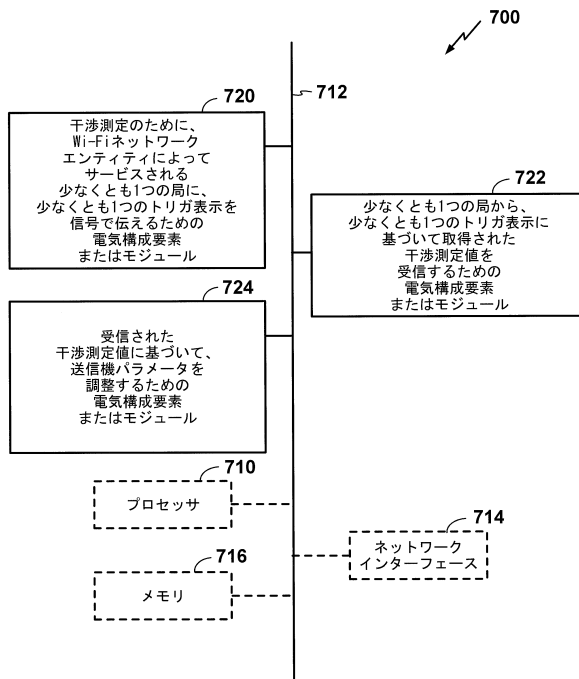 700
712
720
干渉測定のために、
Wi-Fiネットワーク
エンティティによって
サービスされる
少なくとも1つの局に、
少なくとも1つのトリガ表示を
信号で伝えるための
電気構成要素
またはモジュール
722
少なくとも1つの局から、
少なくとも1つのトリガ表示に
基づいて取得された
干渉測定値を
受信するための
電気構成要素
またはモジュール
724
受信された
干渉測定値に基づいて、
送信機パラメータを
調整するための
電気構成要素
またはモジュール
710
プロセッサ
714
ネットワーク
インターフェース
716
メモリ